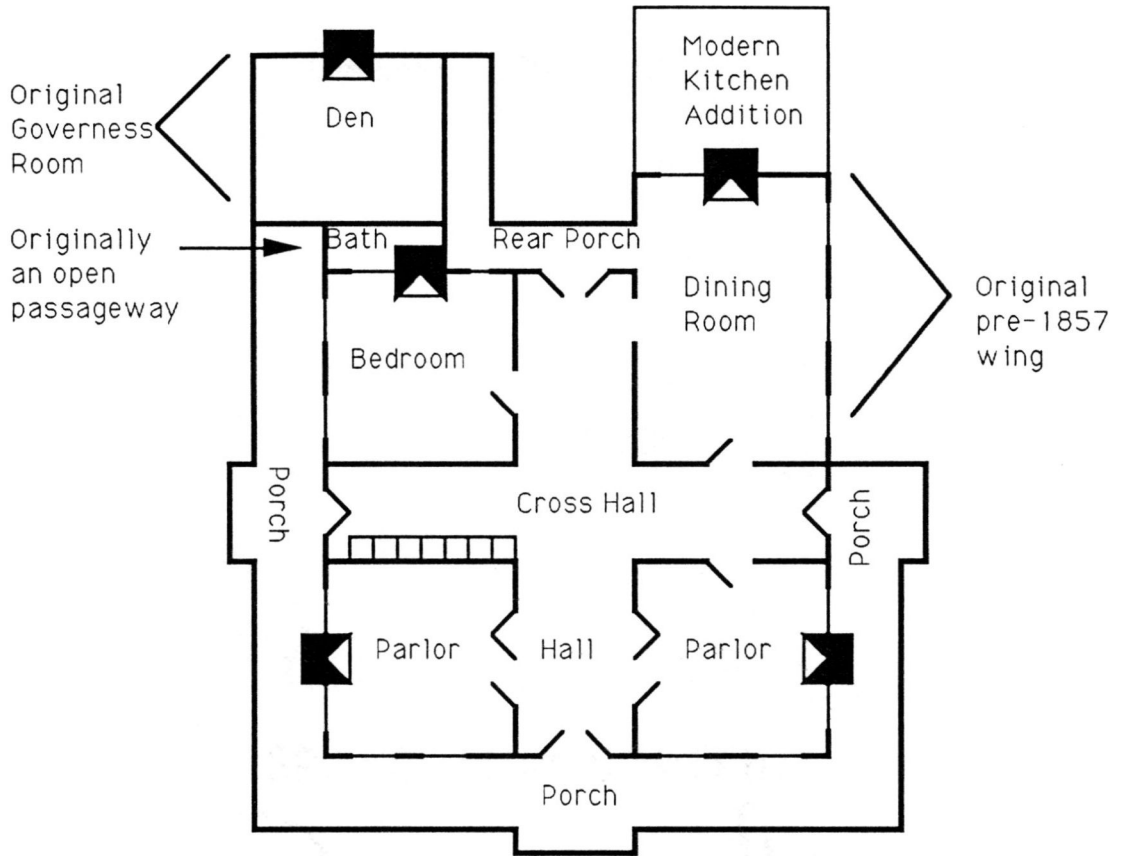 Original
Governess
Room
Den
Modern
Kitchen
Addition
Originally
an open
passageway
Bath
Rear Porch
Bedroom
Dining
Room
Original
pre-1857
wing
Porch
Cross Hall
Porch
Parlor
Hall
Parlor
Porch